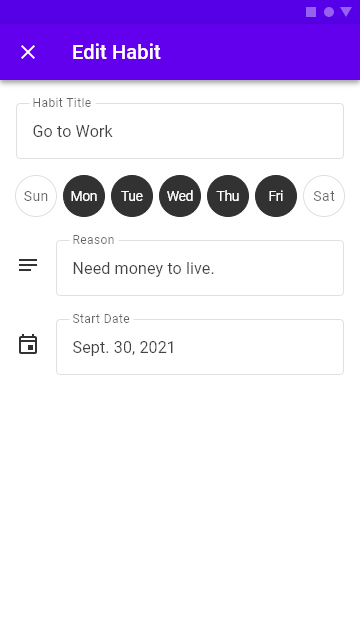 Edit Habit
Habit Title
Go to Work
Sun Mon Tue Wed Thu Fri Sat
Reason
Need money to live.
Start Date
Sept. 30, 2021